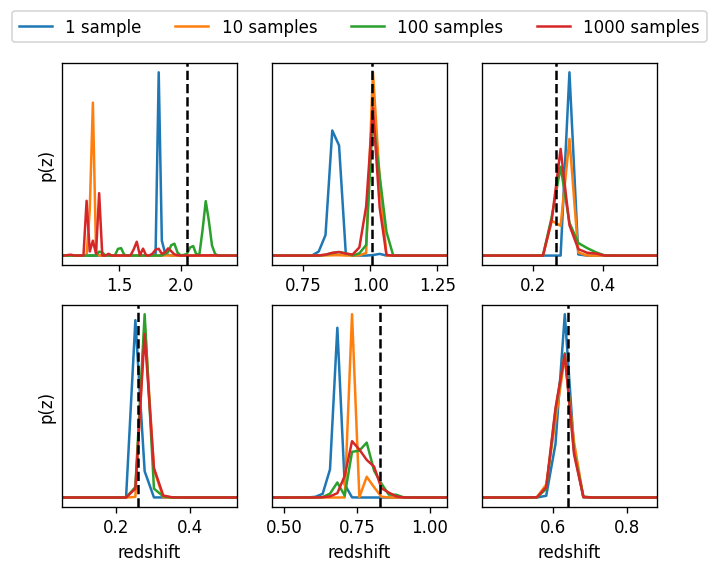 1 sample 10 samples 100 samples 1000 samples
p(z)
1.5 2.0 0.75 1.00 1.25 0.2 0.4
p(z)
0.2 0.4 0.50 0.75 1.00 0.6 0.8
redshift redshift redshift